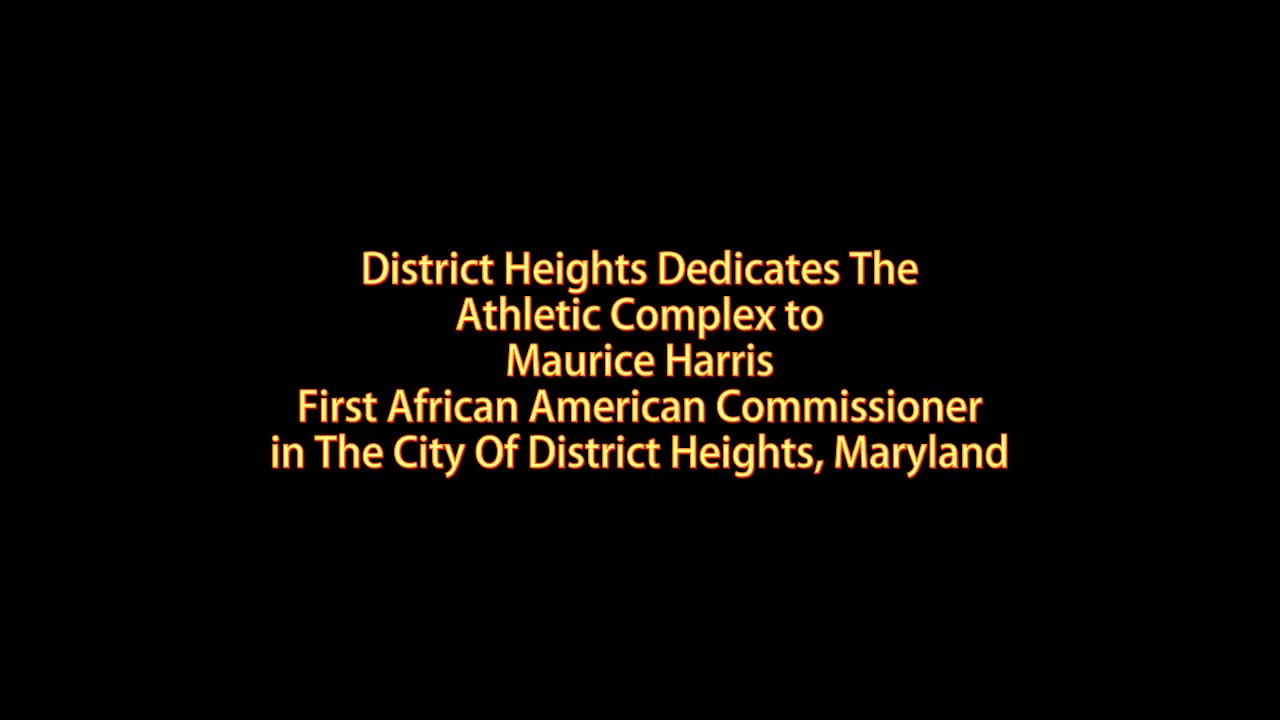 District Heights Dedicates The
Athletic Complex to
Maurice Harris
First African American Commissioner
in The City Of District Heights, Maryland